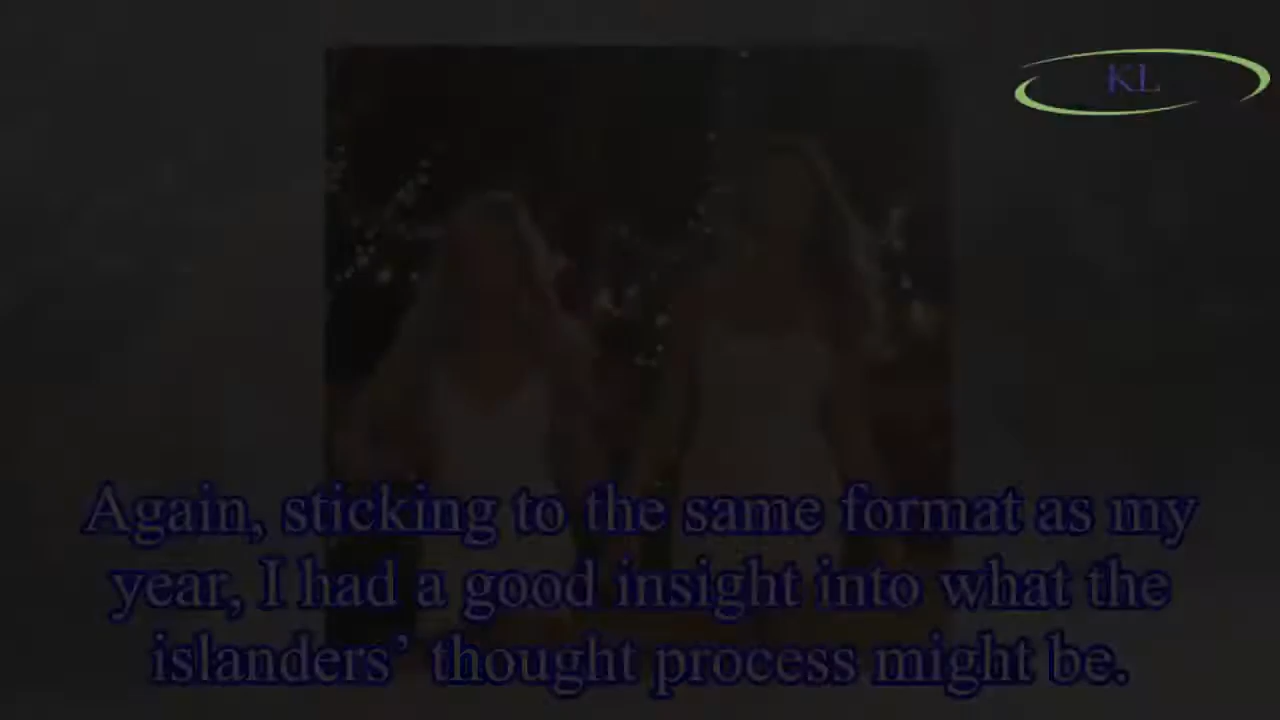 KL
Again, sticking to the same format as my
year, I had a good insight into what the
islanders’ thought process might be.